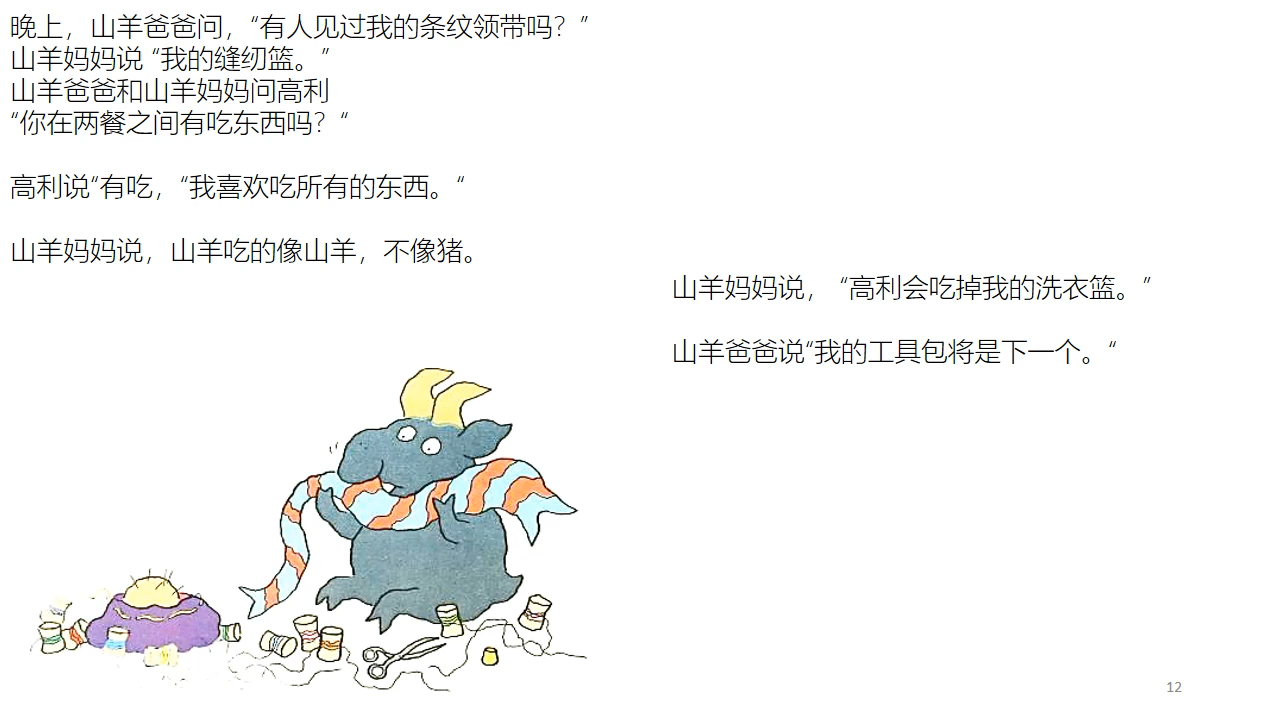 晚上，山羊爸爸问，“有人见过我的条纹领带吗？”
山羊妈妈说 “我的缝纫篮。”
山羊爸爸和山羊妈妈问高利
“你在两餐之间有吃东西吗？“
高利说“有吃，“我喜欢吃所有的东西。“
山羊妈妈说，山羊吃的像山羊，不像猪。
山羊妈妈说， “高利会吃掉我的洗衣篮。”
山羊爸爸说“我的工具包将是下一个。“
12